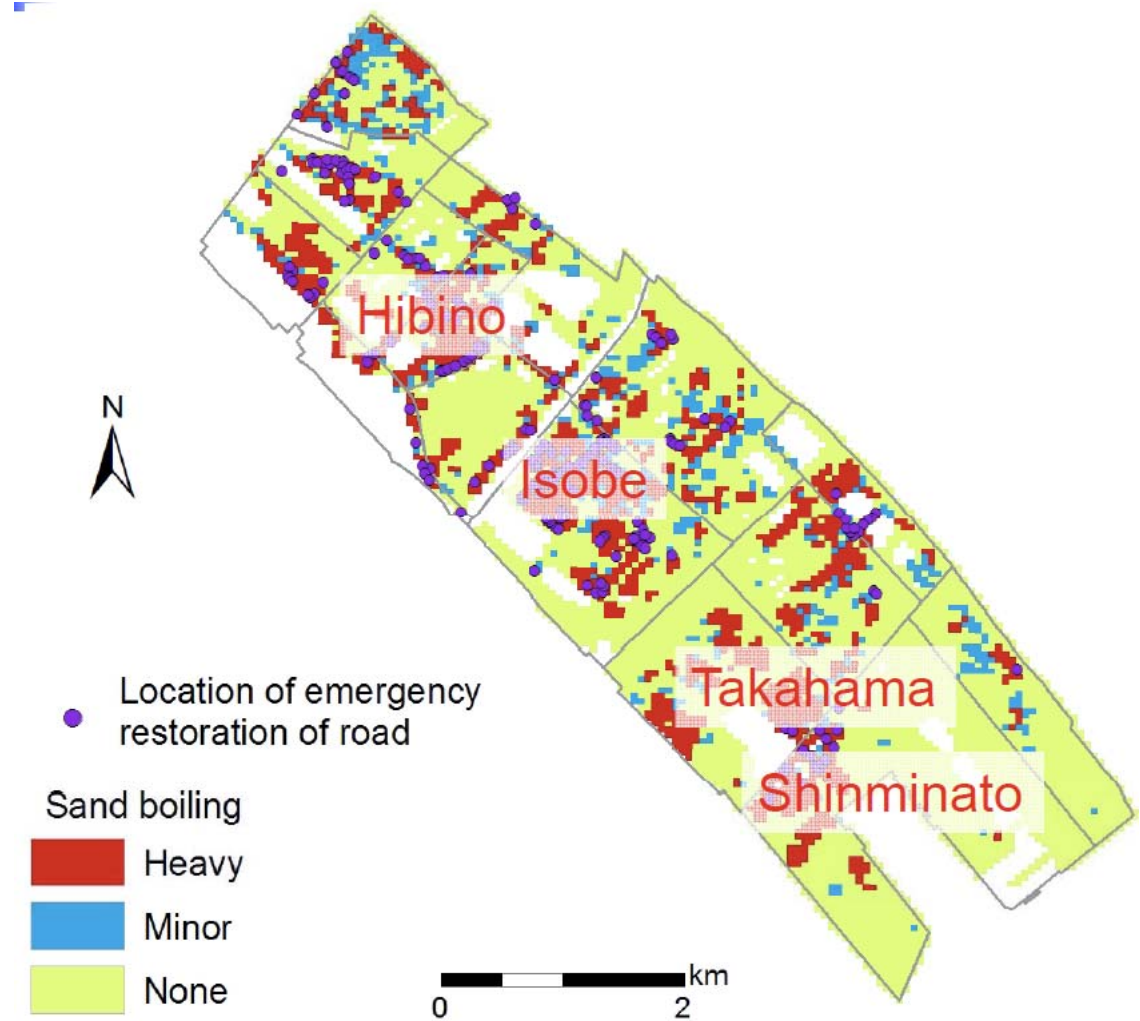 Hibino
N
Isobe
Takahama
Shinminato
Location of emergency
restoration of road
Sand boiling
Heavy
Minor
None
km
0 2